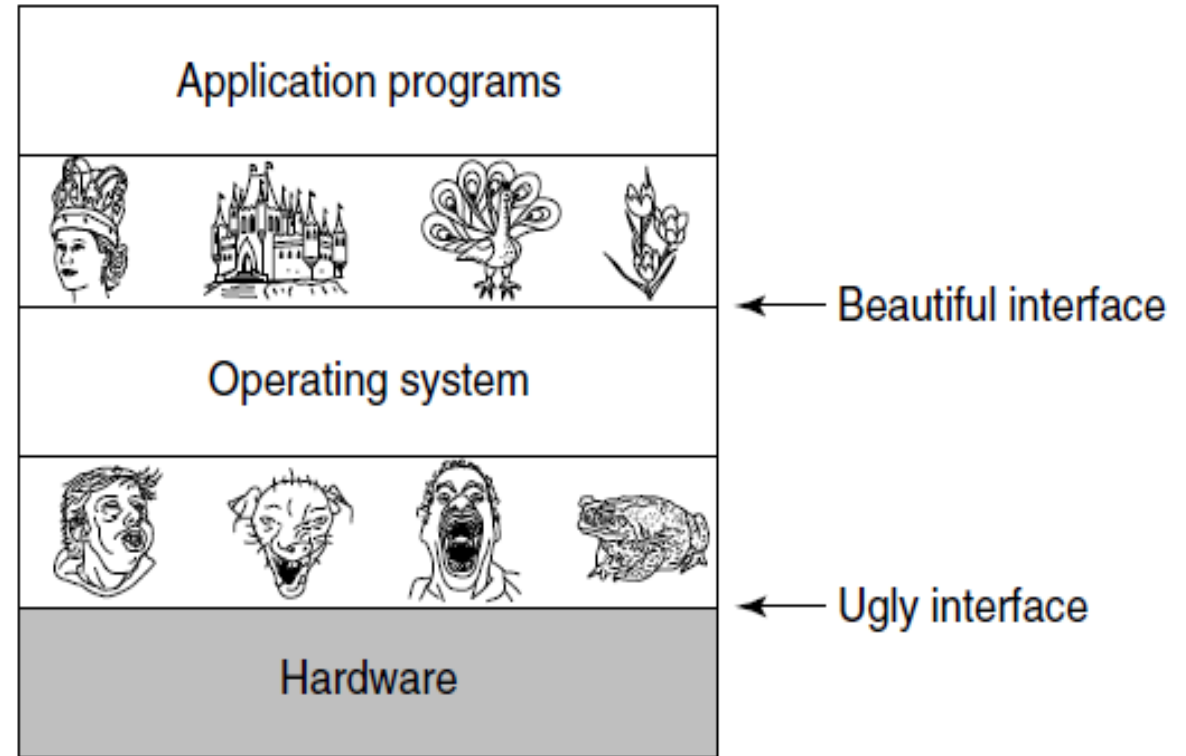 Application programs
Beautiful interface
Operating system
Ugly interface
Hardware